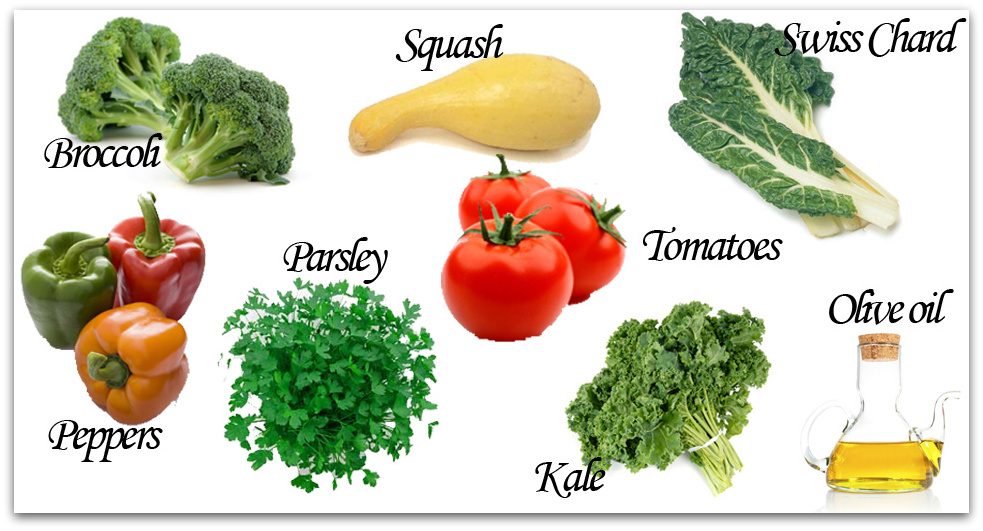 Squash
Swiss Chard
Broccoli
Parsley
Tomatoes
Olive oil
Peppers
Kale